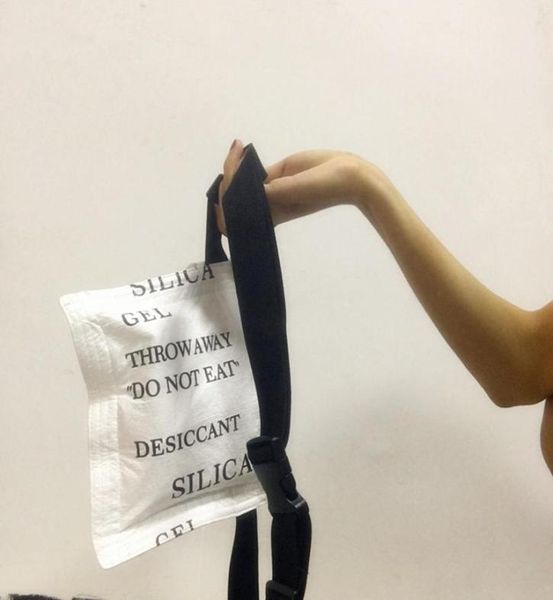 SILICA
GEL
THROWAWAY
"DO NOT EAT"
DESICCANT
SILICA
GEL